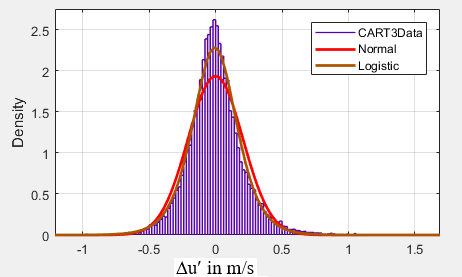 CART3Data
Normal
Logistic
Density
2.5
2
1.5
1
0.5
0
-1 -0.5 0 0.5 1 1.5
Δu′ in m/s